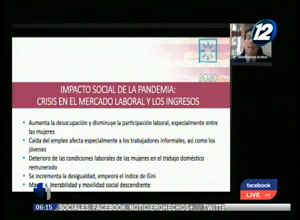 12
2020
IMPACTO SOCIAL DE LA PANDEMIA:
CRISIS EN EL MERCADO LABORAL Y LOS INGRESOS
Aumenta la desocupación y disminuye la participación laboral, especialmente entre
las mujeres
Caída del empleo afecta especialmente a los trabajadores informales, así como los
jóvenes
Deterioro de las condiciones laborales de las mujeres en el trabajo doméstico
remunerado
Se incrementa la desigualdad, empeora el índice de Gini
nerabilidad y movilidad social descendiente
facebook
LIVE
06:15 SOCIALES: FACEBOOK: NOTICIEROHECHOS+ //TWITTE